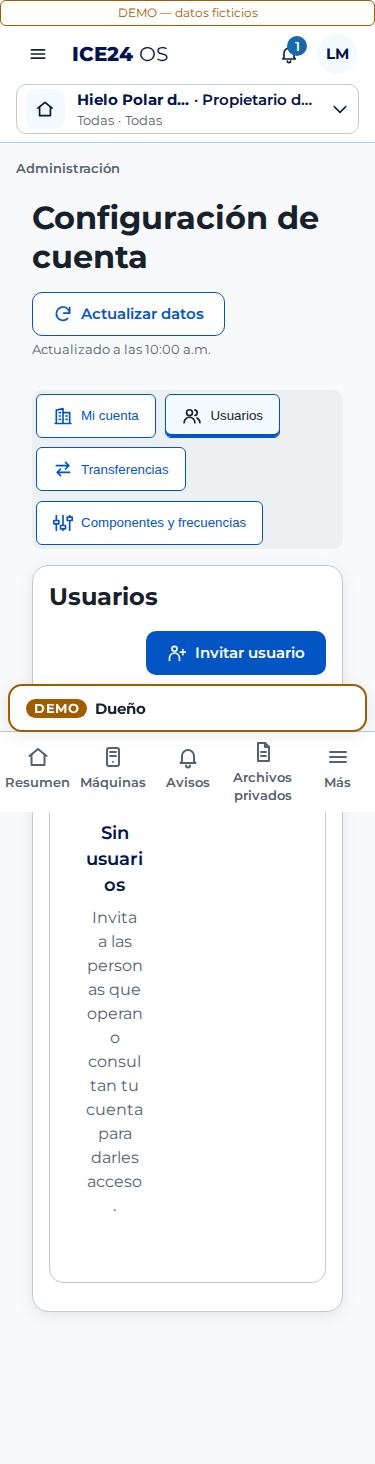 DEMO — datos ficticios
ICE24 OS
1
LM
Hielo Polar d... · Propietario d...
Todas · Todas
Administración
Configuración de
cuenta
Actualizar datos
Actualizado a las 10:00 a.m.
Mi cuenta
Usuarios
Transferencias
Componentes y frecuencias
Usuarios
Invitar usuario
DEMO Dueño
Resumen
Máquinas
Avisos
Archivos
privados
Más
Sin
usuari
os
Invita
a las
person
as que
operan
o
consul
tan tu
cuenta
para
darles
acceso
.